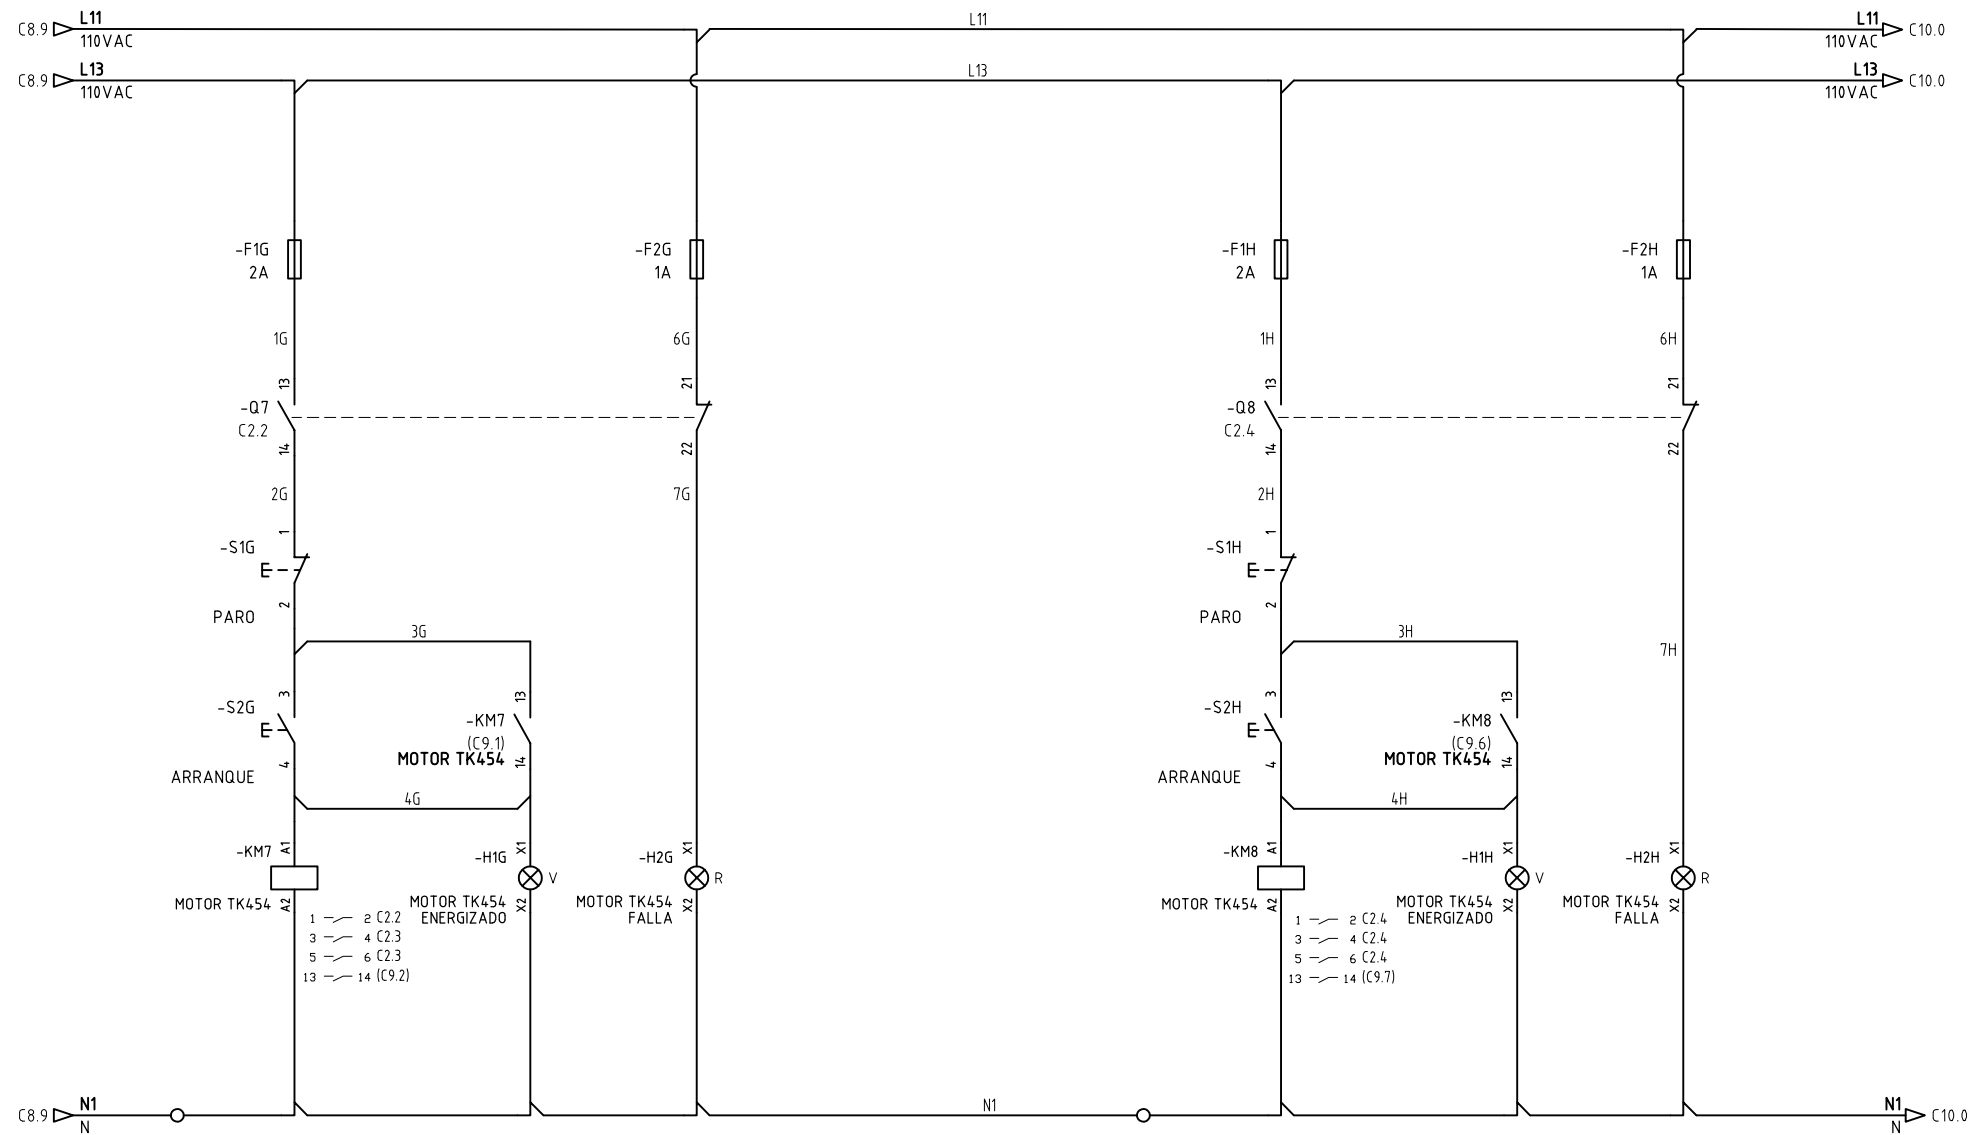 C8.9 L11 L11 L11 C10.0
110VAC 110VAC
C8.9 L13 L13 L13 C10.0
110VAC 110VAC
-F1G -F2G -F1H -F2H
2A 1A 2A 1A
1G 6G 1H 6H
13 21 13 21
-Q7 -Q8
C2.2 C2.4
14 22 14 22
2G 7G 2H
1 1
-S1G -S1H
2 2
PARO PARO
3G 3H
7H
3 13 3 13
-S2G -KM7 -S2H -KM8
(C9.1) (C9.6)
MOTOR TK454 MOTOR TK454
4 14 4 14
ARRANQUE ARRANQUE
4G 4H
-KM7 A1 -H1G X1 -H2G X1 -KM8 A1 -H1H X1 -H2H X1
V R V R
MOTOR TK454 A2 MOTOR TK454 X2 MOTOR TK454 X2 MOTOR TK454 A2 MOTOR TK454 X2 MOTOR TK454 X2
ENERGIZADO FALLA ENERGIZADO FALLA
1 2 C2.2 1 2 C2.4
3 4 C2.3 3 4 C2.4
5 6 C2.3 5 6 C2.4
13 14 (C9.2) 13 14 (C9.7)
C8.9 N1 N1 N1 C10.0
N N